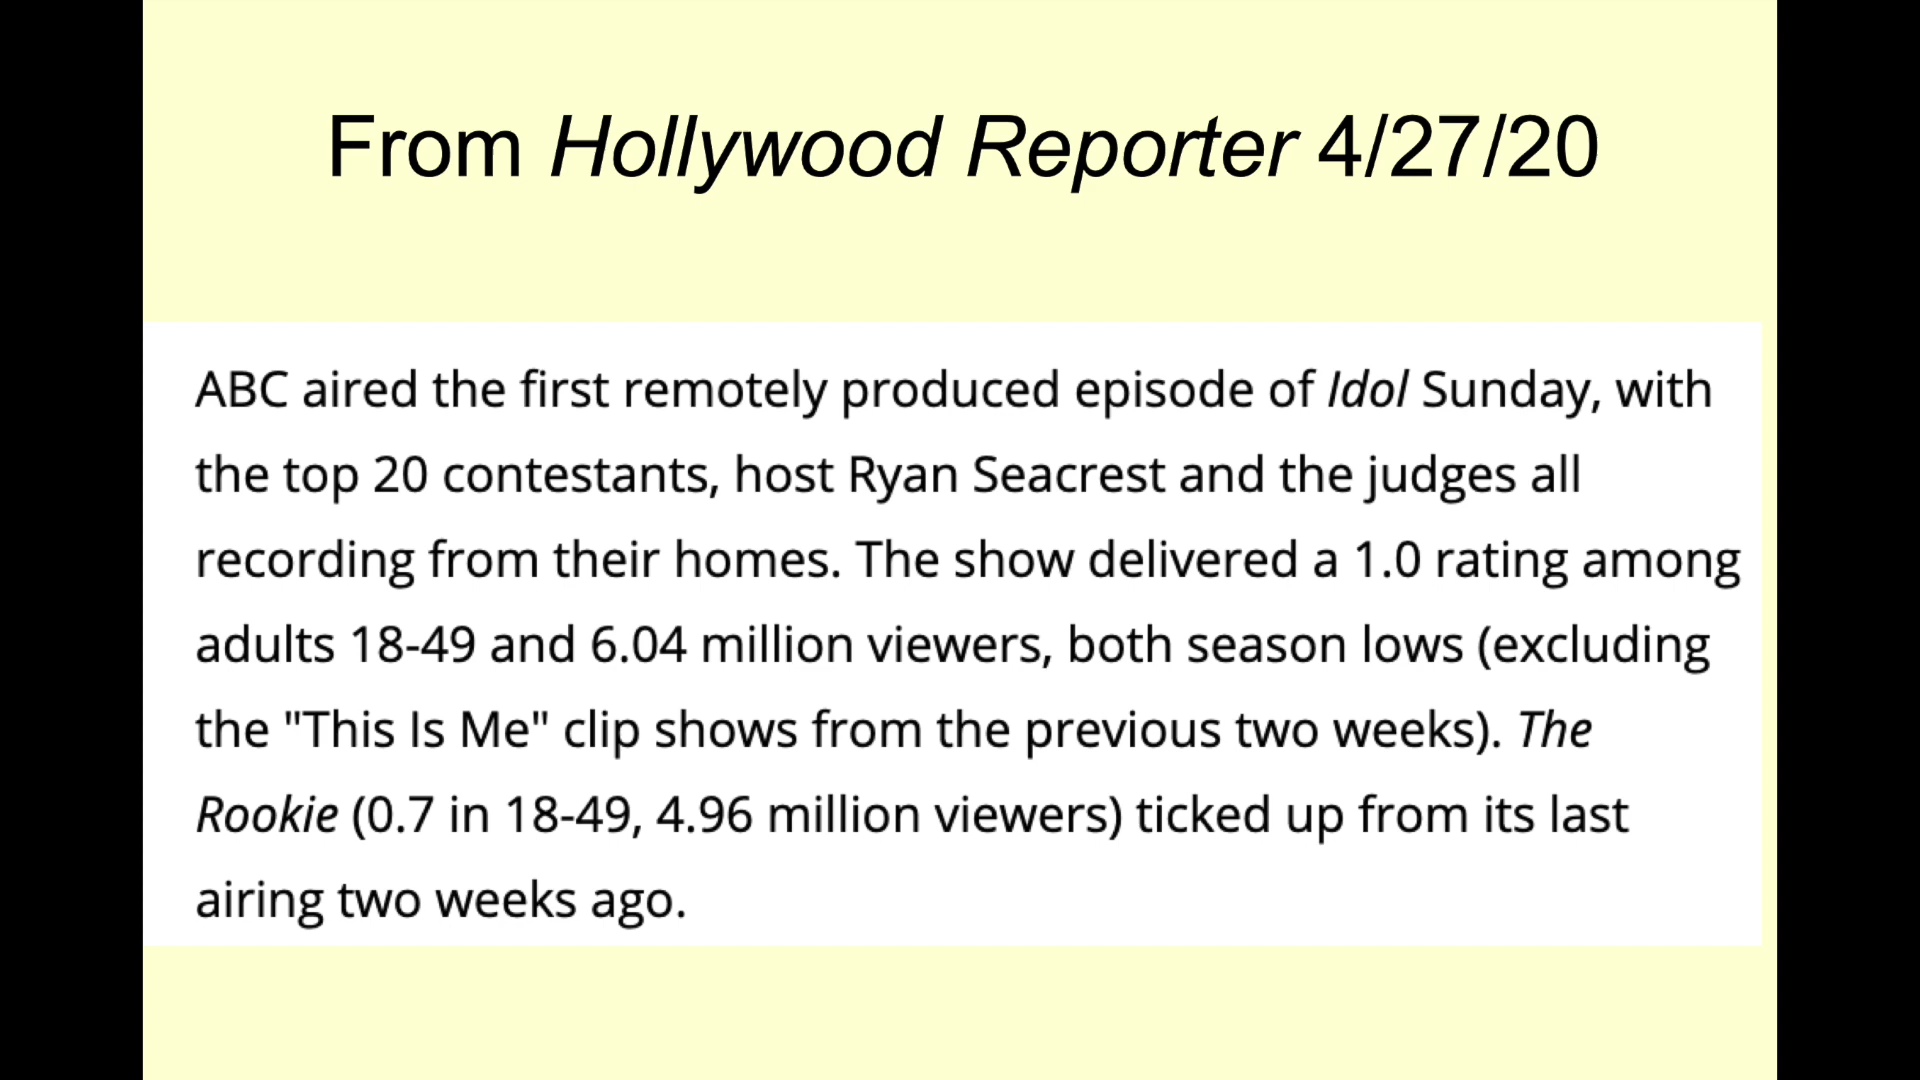 From Hollywood Reporter 4/27/20
ABC aired the first remotely produced episode of Idol Sunday, with
the top 20 contestants, host Ryan Seacrest and the judges all
recording from their homes. The show delivered a 1.0 rating among
adults 18-49 and 6.04 million viewers, both season lows (excluding
the "This Is Me" clip shows from the previous two weeks). The
Rookie (0.7 in 18-49, 4.96 million viewers) ticked up from its last
airing two weeks ago.